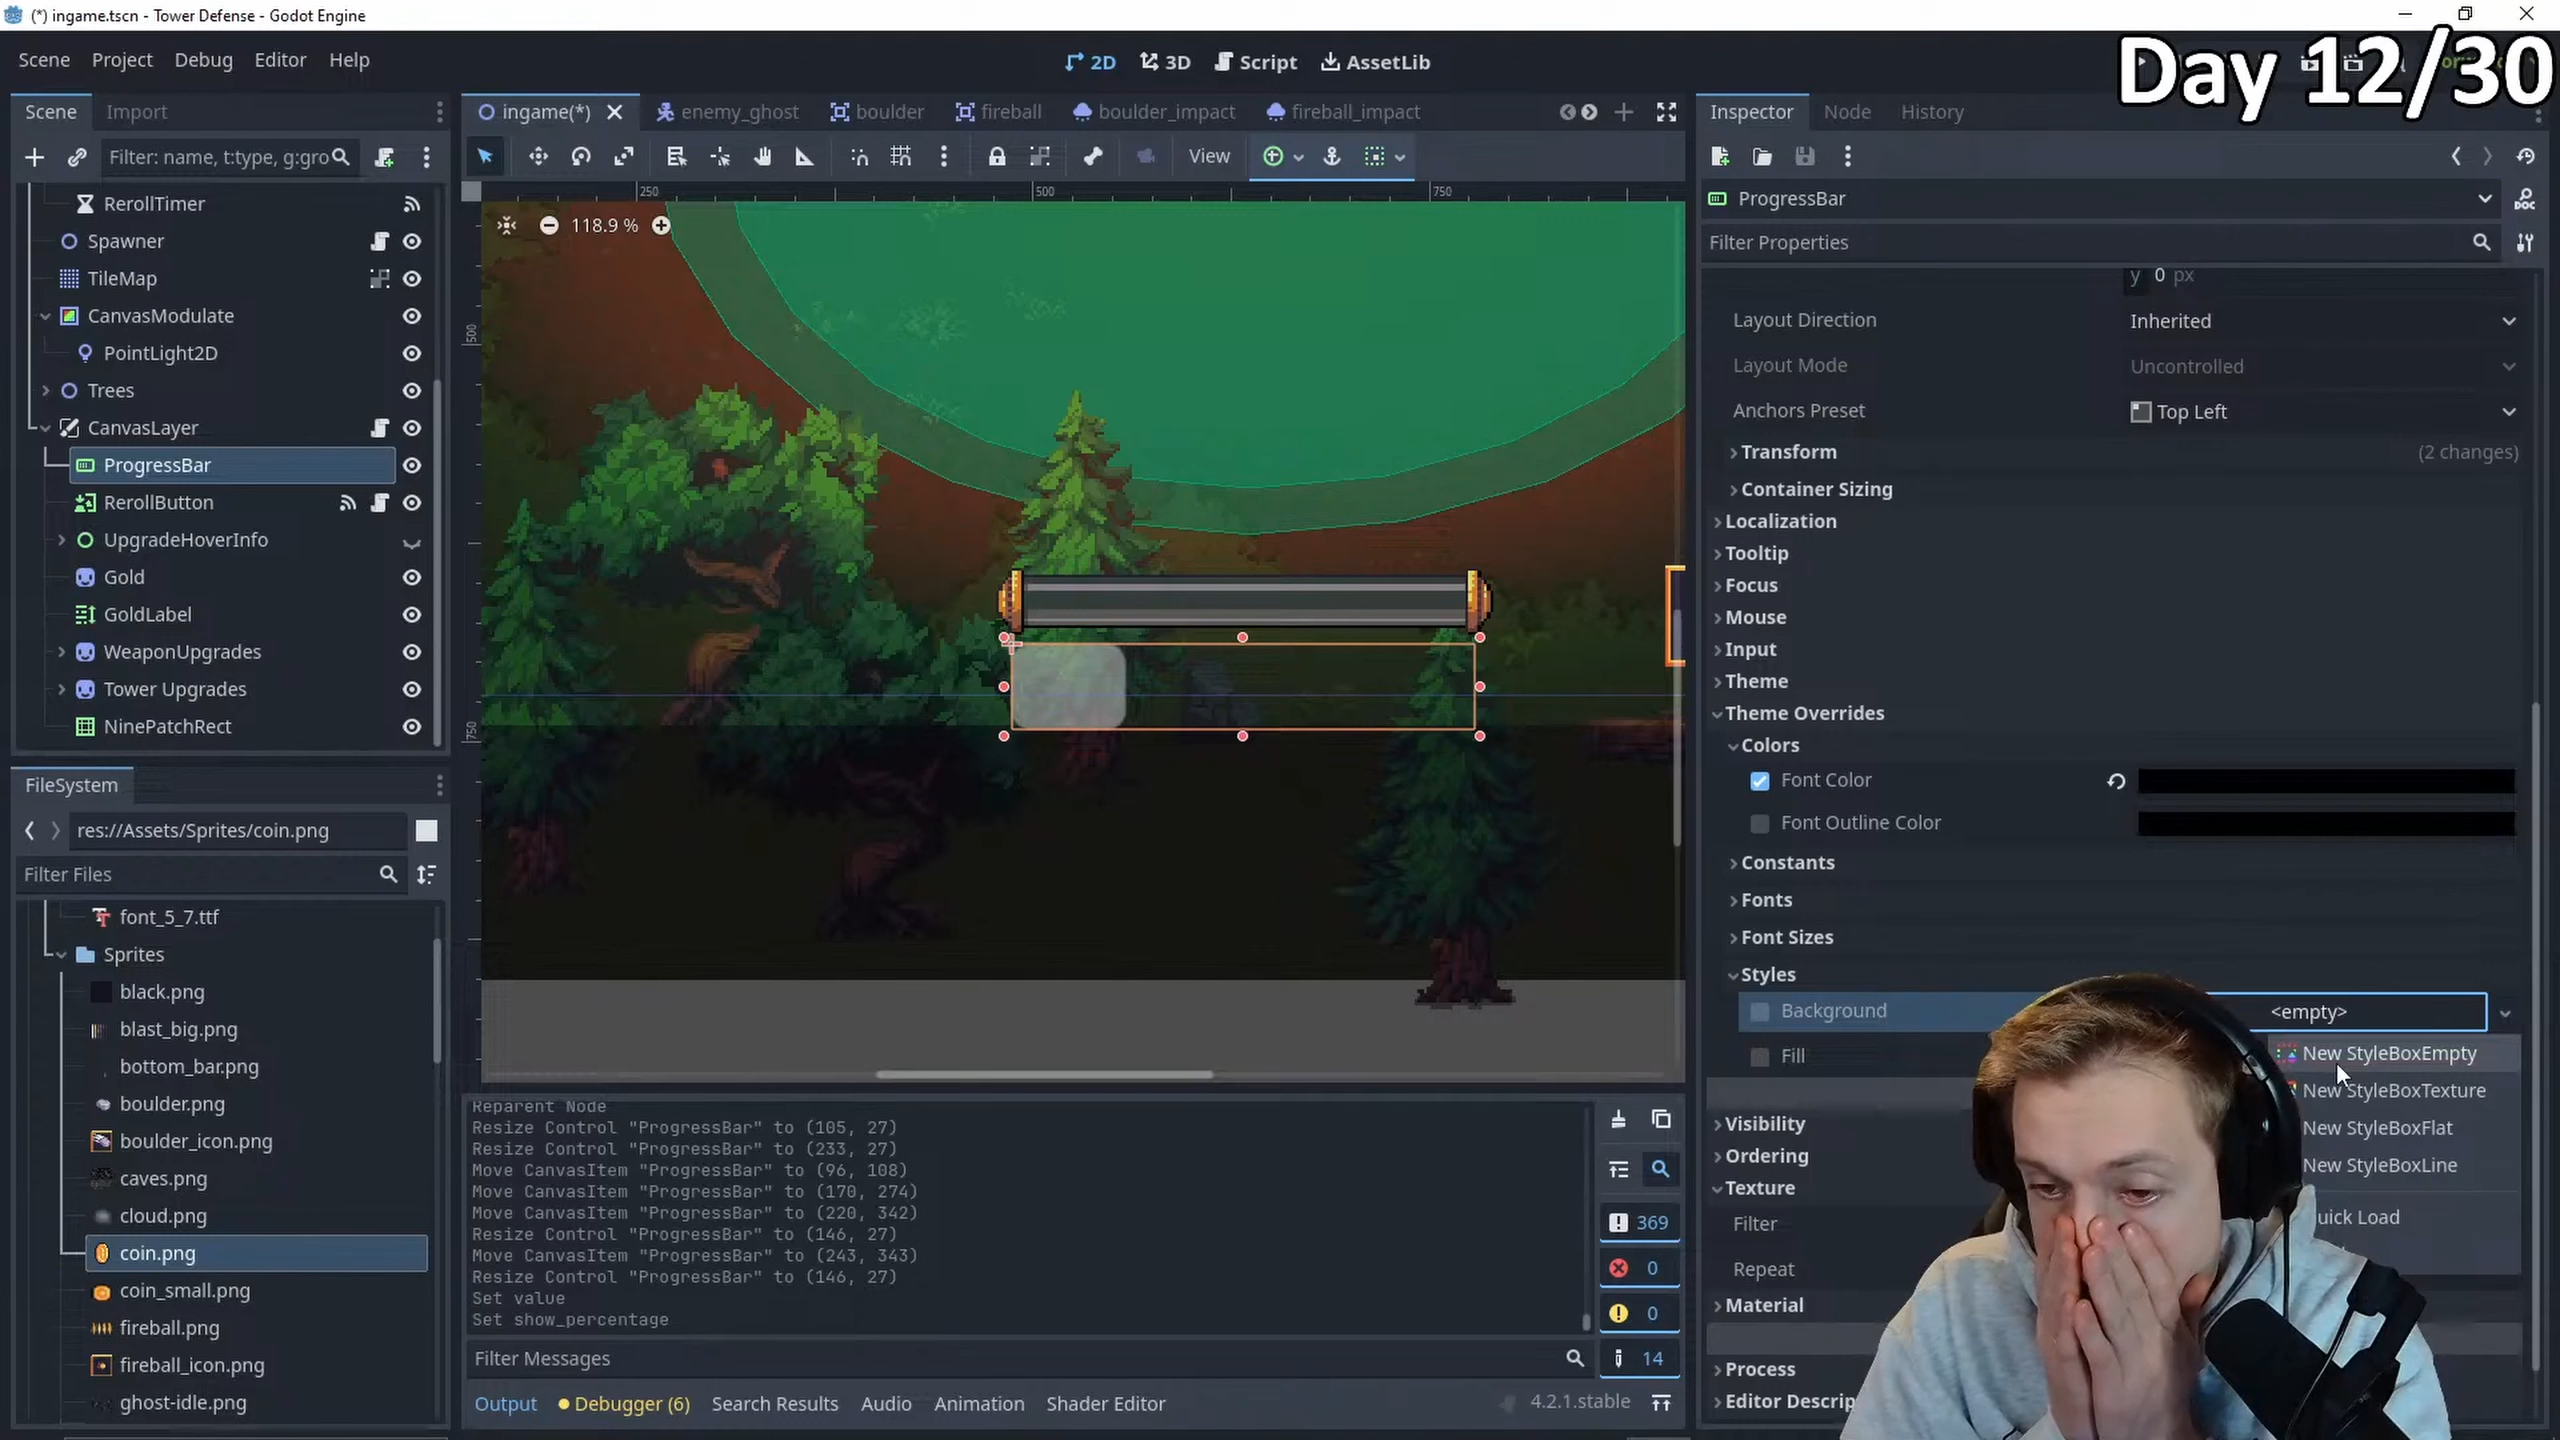 (*) ingame.tscn - Tower Defense - Godot Engine
Day 12/30
Scene Project Debug Editor Help
2D 3D Script AssetLib
Scene Import
ingame(*) enemy_ghost boulder fireball boulder_impact fireball_impact
Inspector Node History
Filter: name, t:type, g:gro
View
RerollTimer
Spawner
TileMap
CanvasModulate
PointLight2D
Trees
CanvasLayer
ProgressBar
RerollButton
UpgradeHoverInfo
Gold
GoldLabel
WeaponUpgrades
Tower Upgrades
NinePatchRect
FileSystem
res://Assets/Sprites/coin.png
Filter Files
font_5_7.ttf
Sprites
black.png
blast_big.png
bottom_bar.png
boulder.png
boulder_icon.png
caves.png
cloud.png
coin.png
coin_small.png
fireball.png
fireball_icon.png
ghost-idle.png
250 500 750
500
750
118.9 %
Reparent Node
Resize Control "ProgressBar" to (105, 27)
Resize Control "ProgressBar" to (233, 27)
Move CanvasItem "ProgressBar" to (96, 108)
Move CanvasItem "ProgressBar" to (170, 274)
Move CanvasItem "ProgressBar" to (220, 342)
Resize Control "ProgressBar" to (146, 27)
Move CanvasItem "ProgressBar" to (243, 343)
Resize Control "ProgressBar" to (146, 27)
Set value
Set show_percentage
369
0
0
14
Filter Messages
Output Debugger (6) Search Results Audio Animation Shader Editor 4.2.1.stable
ProgressBar
DOC
Filter Properties
y 0 px
Layout Direction Inherited
Layout Mode Uncontrolled
Anchors Preset Top Left
Transform (2 changes)
Container Sizing
Localization
Tooltip
Focus
Mouse
Input
Theme
Theme Overrides
Colors
Font Color
Font Outline Color
Constants
Fonts
Font Sizes
Styles
Background <empty>
Fill
New StyleBoxEmpty
New StyleBoxTexture
New StyleBoxFlat
New StyleBoxLine
uick Load
Visibility
Ordering
Texture
Filter
Repeat
Material
Process
Editor Descrip